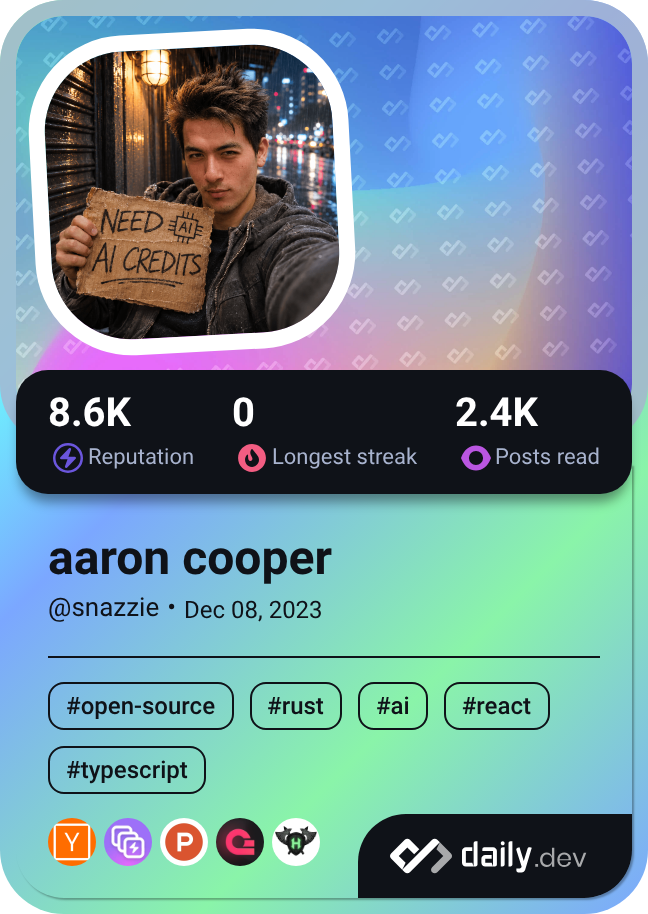 NEED AI
AI CREDITS
8.6K 0 2.4K
Reputation Longest streak Posts read
aaron cooper
@snazzie • Dec 08, 2023
#open-source #rust #ai #react
#typescript
Y P G H
daily.dev